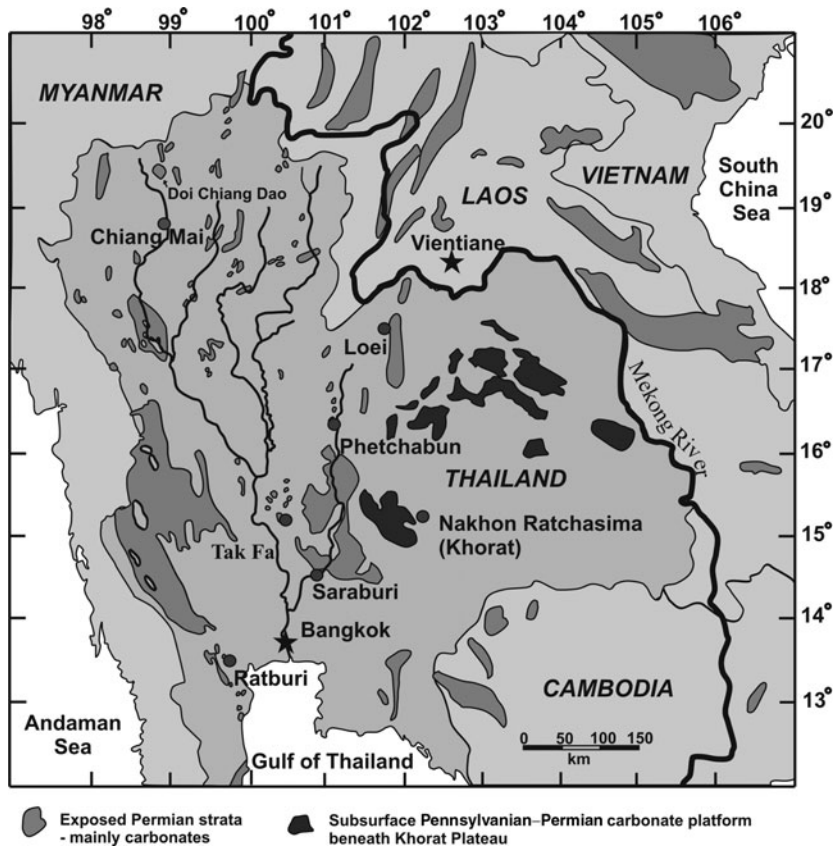 98° 99° 100° 101° 102° 103° 104° 105° 106°
MYANMAR
20°
Doi Chiang Dao
LAOS
VIETNAM
South
China
Sea
19°
Chiang Mai
Vientiane
18°
Loei
17°
Mekong River
Phetchabun
16°
THAILAND
Nakhon Ratchasima
(Khorat)
Tak Fa
15°
Saraburi
14°
Bangkok
Ratburi
CAMBODIA
13°
Andaman
Sea
Gulf of Thailand
0 50 100 150
km
Exposed Permian strata
- mainly carbonates
Subsurface Pennsylvanian–Permian carbonate platform
beneath Khorat Plateau